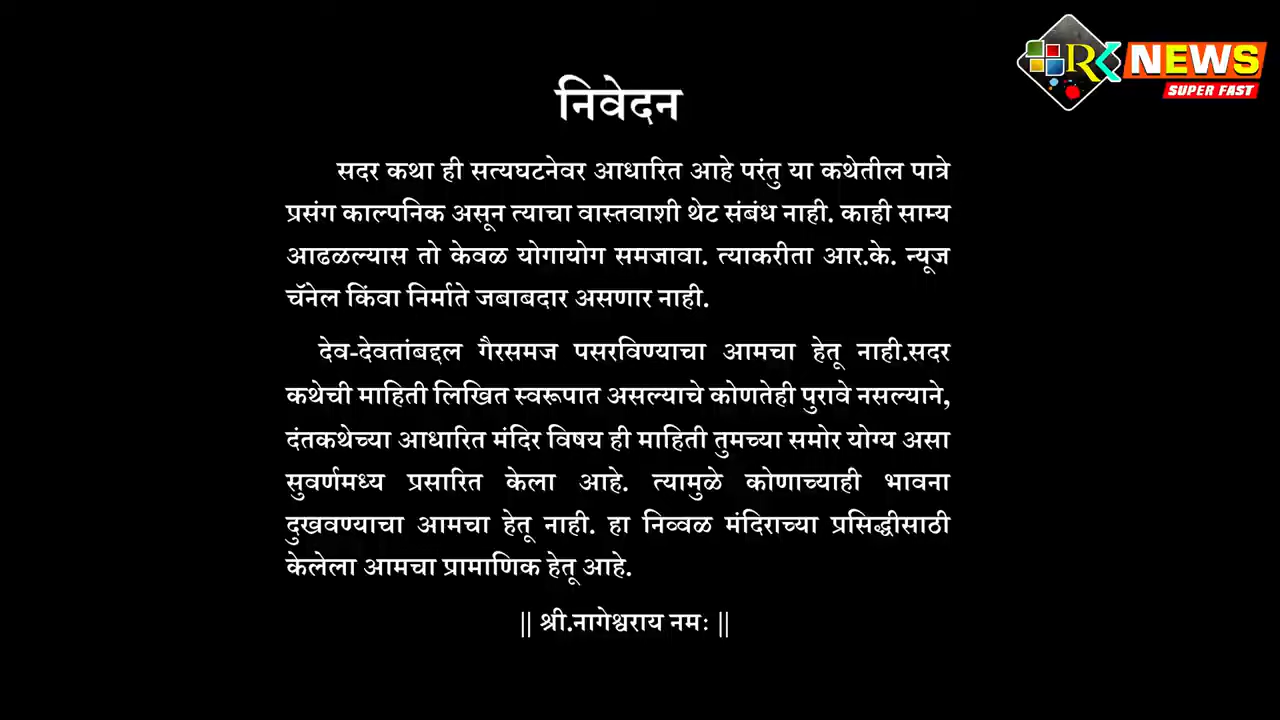 RK NEWS
SUPER FAST
निवेदन
सदर कथा ही सत्यघटनेवर आधारित आहे परंतु या कथेतील पात्रे
प्रसंग काल्पनिक असून त्याचा वास्तवाशी थेट संबंध नाही. काही साम्य
आढळल्यास तो केवळ योगायोग समजावा. त्याकरीता आर.के. न्यूज
चॅनेल किंवा निर्माते जबाबदार असणार नाही.
देव-देवतांबद्दल गैरसमज पसरविण्याचा आमचा हेतू नाही.सदर
कथेची माहिती लिखित स्वरूपात असल्याचे कोणतेही पुरावे नसल्याने,
दंतकथेच्या आधारित मंदिर विषय ही माहिती तुमच्या समोर योग्य असा
सुवर्णमध्य प्रसारित केला आहे. त्यामुळे कोणाच्याही भावना
दुखवण्याचा आमचा हेतू नाही. हा निव्वळ मंदिराच्या प्रसिद्धीसाठी
केलेला आमचा प्रामाणिक हेतू आहे.
|| श्री.नागेश्वराय नमः ||